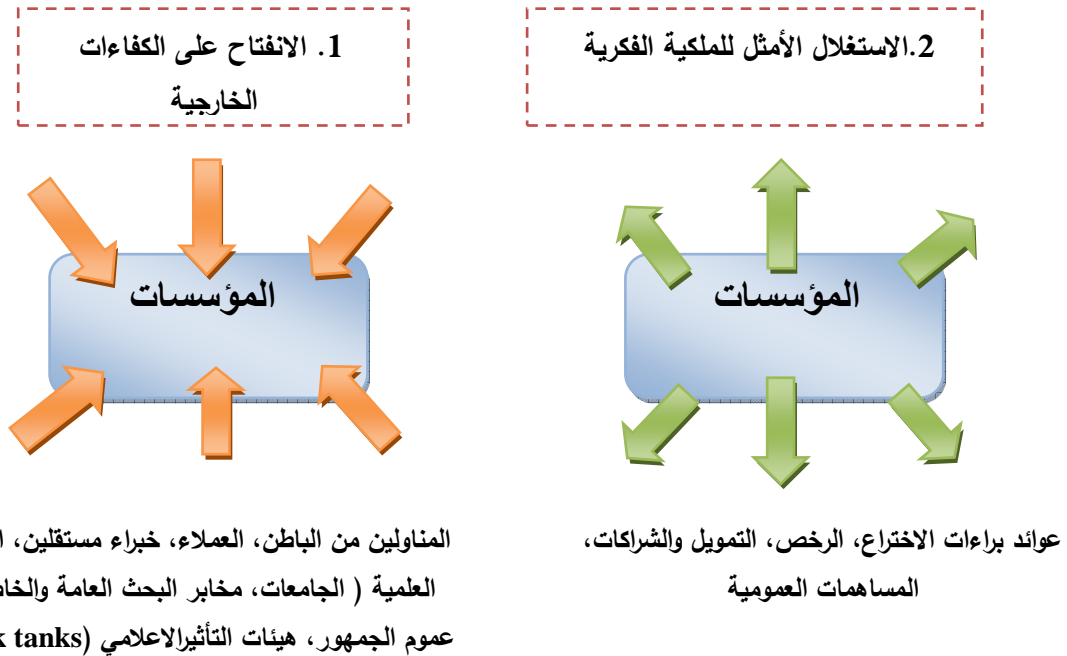 1. الانفتاح على الكفاءات
الخارجية
المؤسسات
المناولين من الباطن، العملاء، خبراء مستقلين،
العلمية ( الجامعات، مخابر البحث العامة
عموم الجمهور، هيئات التأثيرالاعلامي (tanks
2.الاستغلال الأمثل للملكية الفكرية
المؤسسات
عوائد براءات الاختراع، الرخص، التمويل والشراكات،
المساهمات العمومية